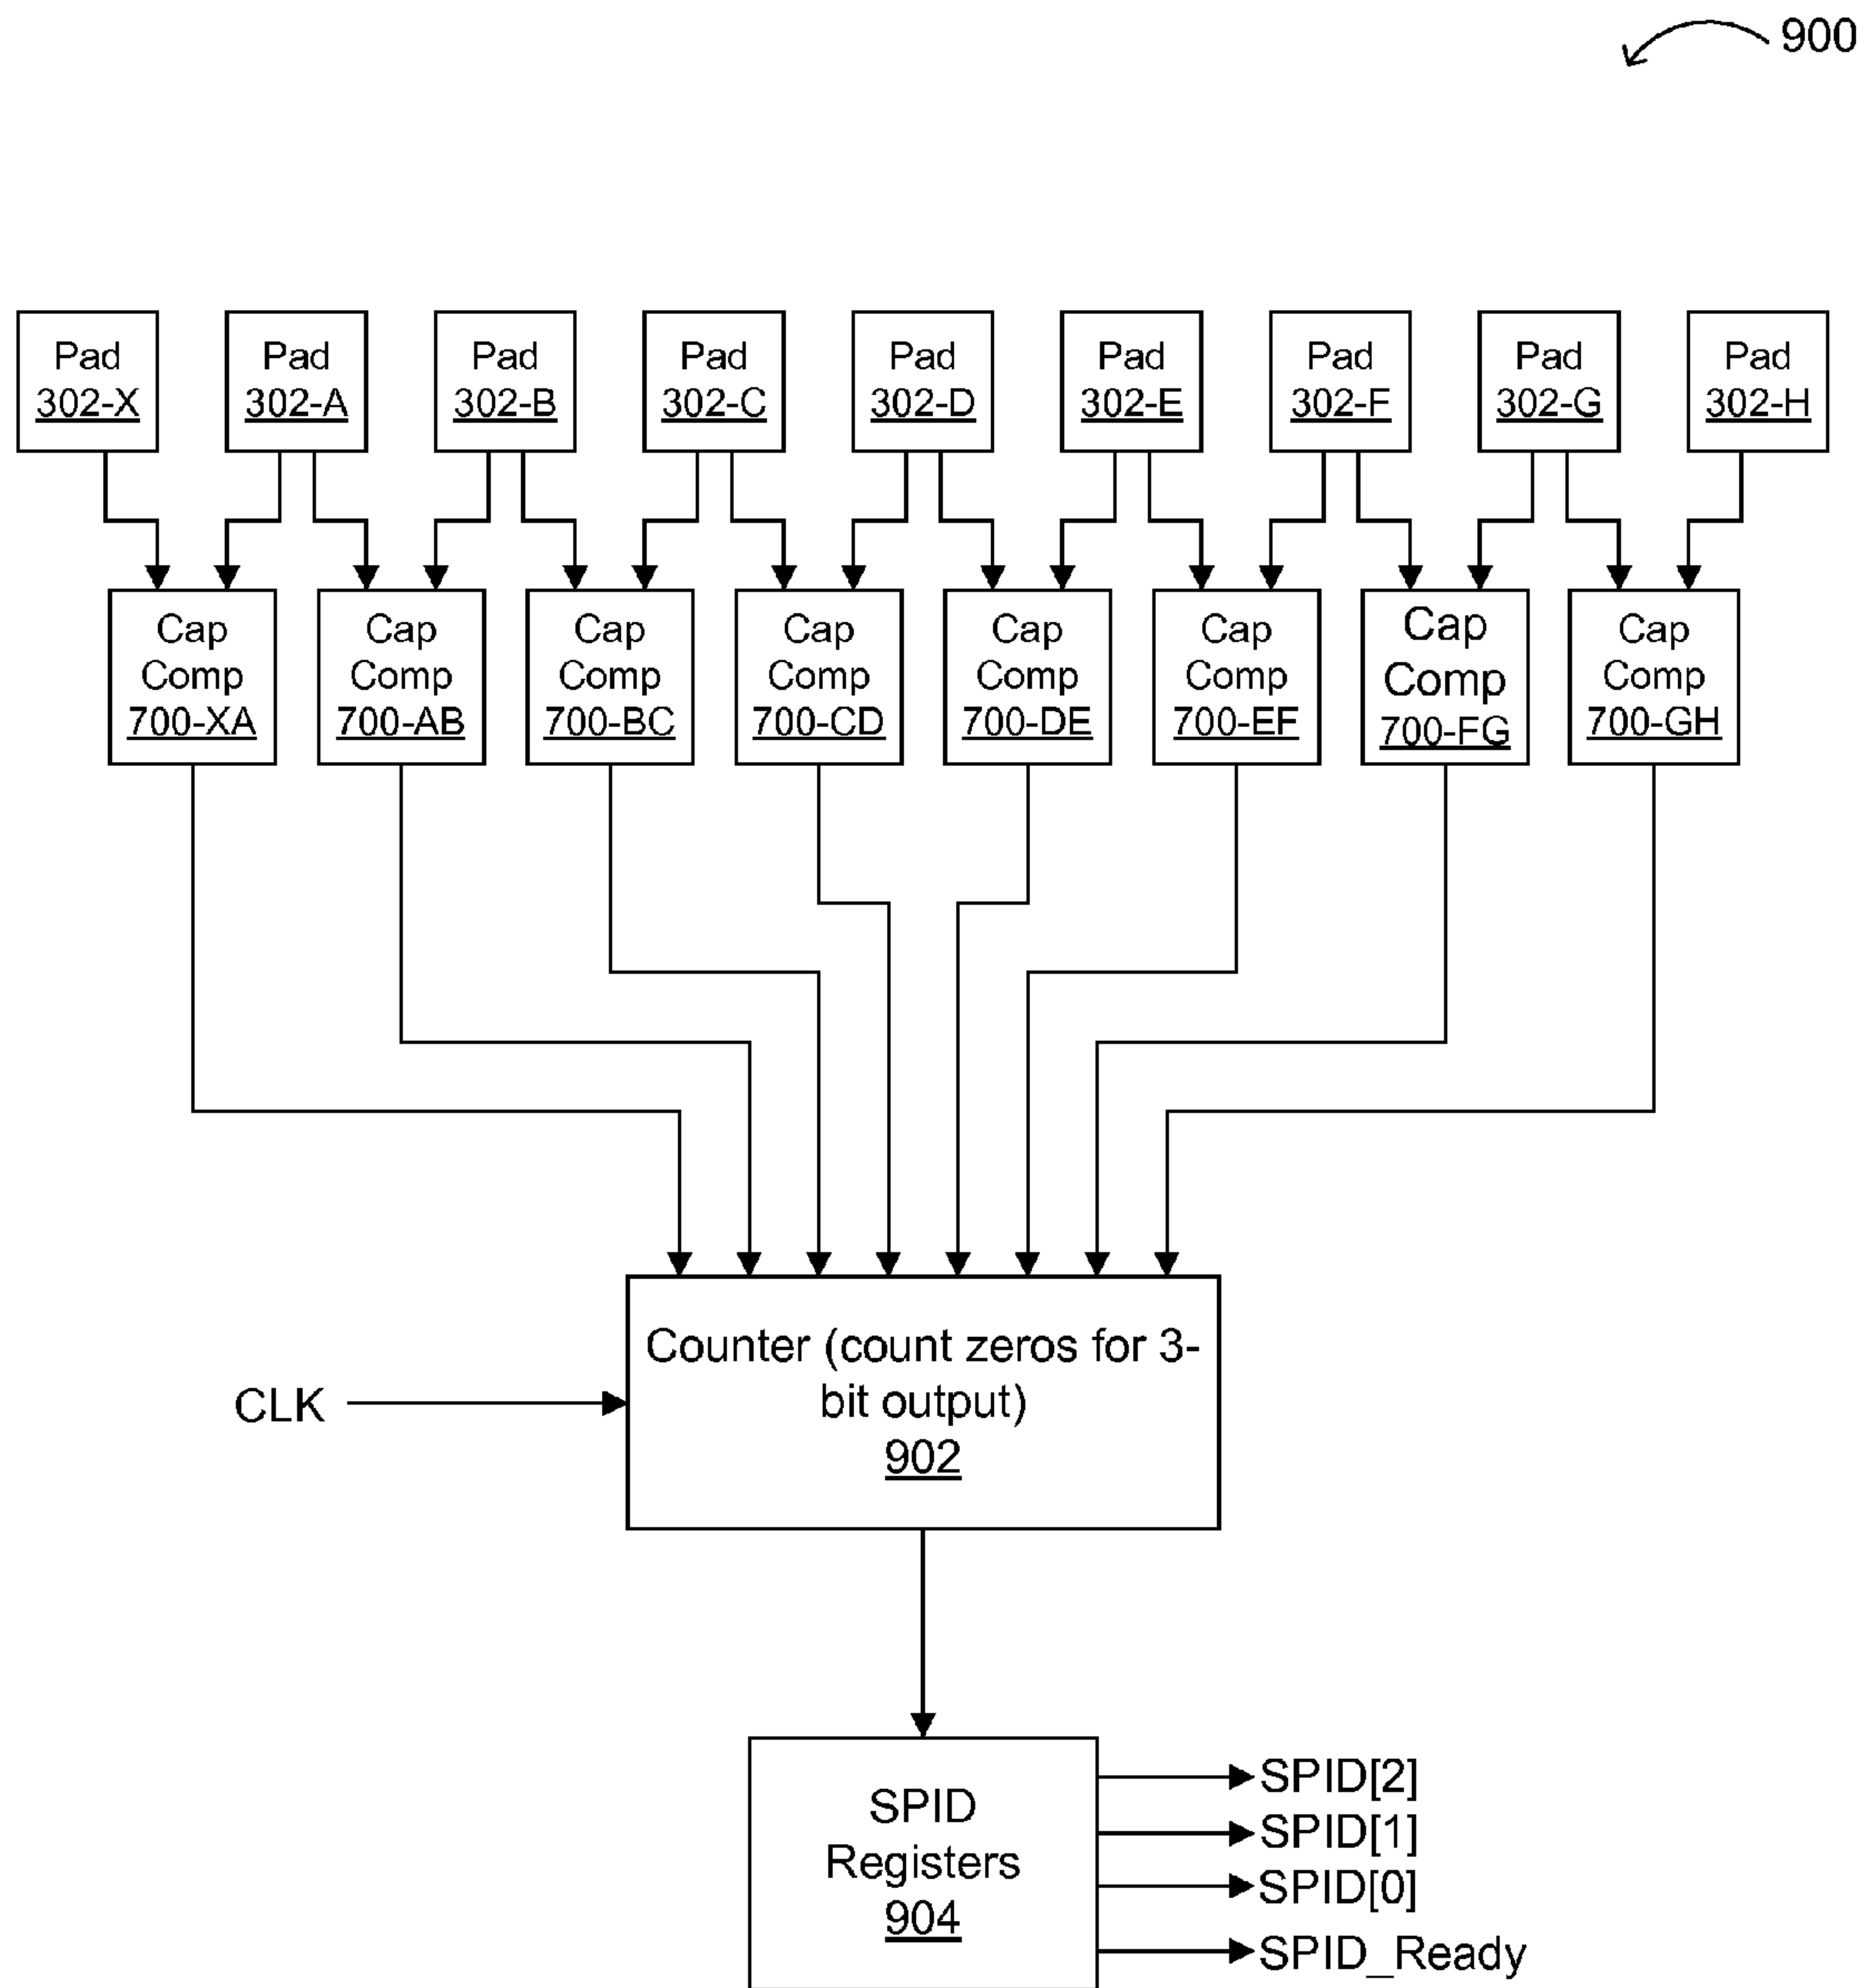 900
Pad
302-X
Pad
302-A
Pad
302-B
Pad
302-C
Pad
302-D
Pad
302-E
Pad
302-F
Pad
302-G
Pad
302-H
Cap
Comp
700-XA
Cap
Comp
700-AB
Cap
Comp
700-BC
Cap
Comp
700-CD
Cap
Comp
700-DE
Cap
Comp
700-EF
Cap
Comp
700-FG
Cap
Comp
700-GH
CLK
Counter (count zeros for 3-
bit output)
902
SPID
Registers
904
SPID[2]
SPID[1]
SPID[0]
SPID_Ready